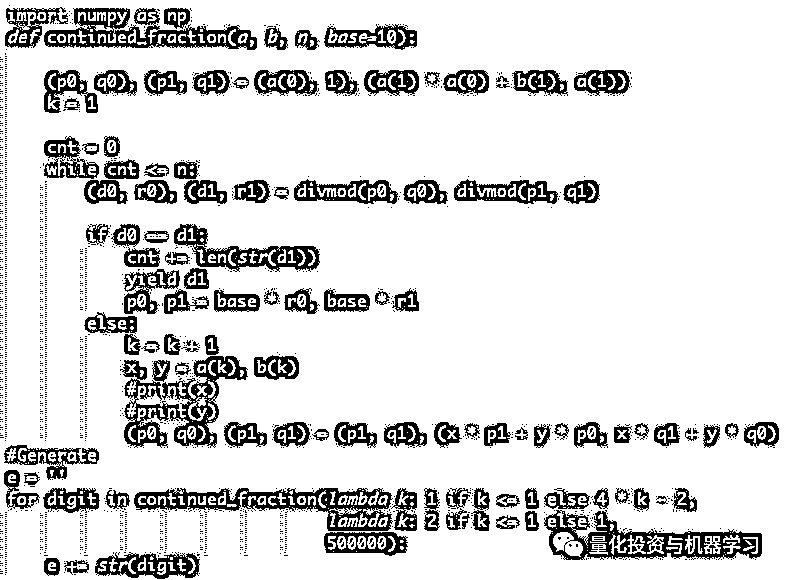 import numpy as np
def continued_fraction(a, b, n, base=10):
    (p0, q0), (p1, q1) = (a(0), 1), (a(1) * a(0) + b(1), a(1))
    k = 1
    cnt = 0
    while cnt <= n:
        (d0, r0), (d1, r1) = divmod(p0, q0), divmod(p1, q1)
        if d0 == d1:
            cnt += len(str(d1))
            yield d1
            p0, p1 = base * r0, base * r1
        else:
            k = k + 1
            x, y = a(k), b(k)
            #print(x)
            #print(y)
            (p0, q0), (p1, q1) = (p1, q1), (x * p1 + y * p0, x * q1 + y * q0)
#Generate
e = ''
for digit in continued_fraction(lambda k: 1 if k <= 1 else 4 * k - 2,
                                lambda k: 2 if k <= 1 else 1,
                                500000):
    e += str(digit)
量化投资与机器学习